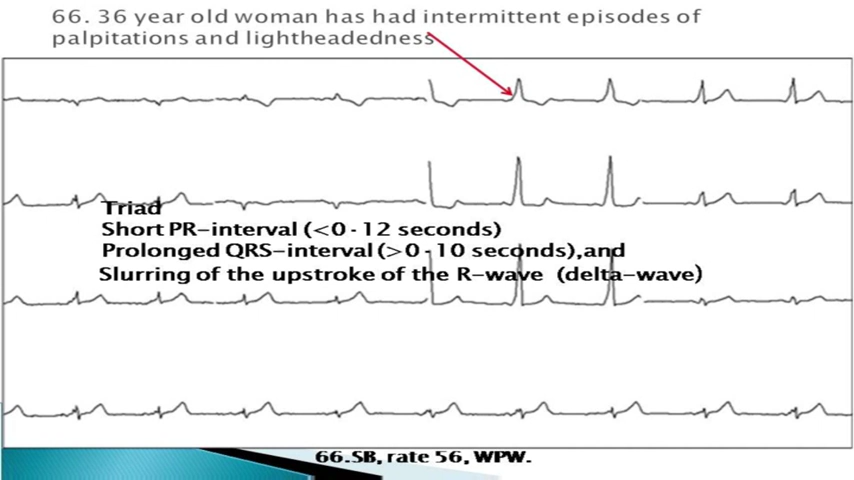 66. 36 year old woman has had intermittent episodes of
palpitations and lightheadedness
Triad
Short PR-interval (<0-12 seconds)
Prolonged QRS-interval (>0-10 seconds),and
Slurring of the upstroke of the R-wave (delta-wave)
66.SB, rate 56, WPW.